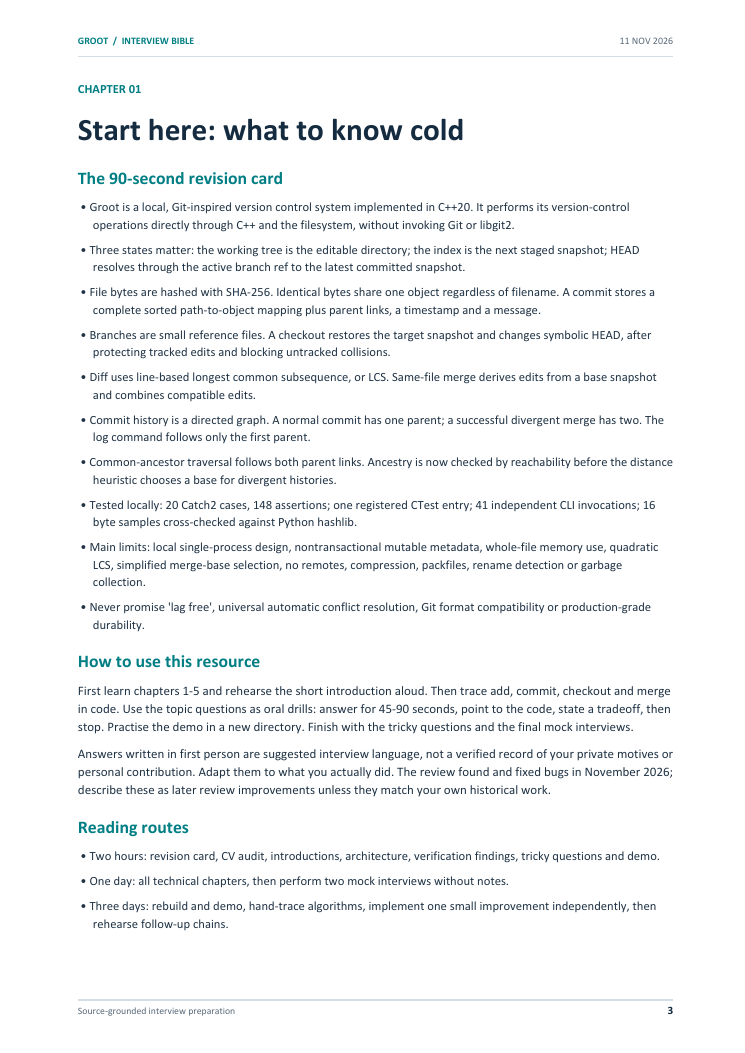 GROOT / INTERVIEW BIBLE
11 NOV 2026
CHAPTER 01
Start here: what to know cold
The 90-second revision card
• Groot is a local, Git-inspired version control system implemented in C++20. It performs its version-control
operations directly through C++ and the filesystem, without invoking Git or libgit2.
• Three states matter: the working tree is the editable directory; the index is the next staged snapshot; HEAD
resolves through the active branch ref to the latest committed snapshot.
• File bytes are hashed with SHA-256. Identical bytes share one object regardless of filename. A commit stores a
complete sorted path-to-object mapping plus parent links, a timestamp and a message.
• Branches are small reference files. A checkout restores the target snapshot and changes symbolic HEAD, after
protecting tracked edits and blocking untracked collisions.
• Diff uses line-based longest common subsequence, or LCS. Same-file merge derives edits from a base snapshot
and combines compatible edits.
• Commit history is a directed graph. A normal commit has one parent; a successful divergent merge has two. The
log command follows only the first parent.
• Common-ancestor traversal follows both parent links. Ancestry is now checked by reachability before the distance
heuristic chooses a base for divergent histories.
• Tested locally: 20 Catch2 cases, 148 assertions; one registered CTest entry; 41 independent CLI invocations; 16
byte samples cross-checked against Python hashlib.
• Main limits: local single-process design, nontransactional mutable metadata, whole-file memory use, quadratic
LCS, simplified merge-base selection, no remotes, compression, packfiles, rename detection or garbage
collection.
• Never promise 'lag free', universal automatic conflict resolution, Git format compatibility or production-grade
durability.
How to use this resource
First learn chapters 1-5 and rehearse the short introduction aloud. Then trace add, commit, checkout and merge
in code. Use the topic questions as oral drills: answer for 45-90 seconds, point to the code, state a tradeoff, then
stop. Practise the demo in a new directory. Finish with the tricky questions and the final mock interviews.
Answers written in first person are suggested interview language, not a verified record of your private motives or
personal contribution. Adapt them to what you actually did. The review found and fixed bugs in November 2026;
describe these as later review improvements unless they match your own historical work.
Reading routes
• Two hours: revision card, CV audit, introductions, architecture, verification findings, tricky questions and demo.
• One day: all technical chapters, then perform two mock interviews without notes.
• Three days: rebuild and demo, hand-trace algorithms, implement one small improvement independently, then
rehearse follow-up chains.
Source-grounded interview preparation
3